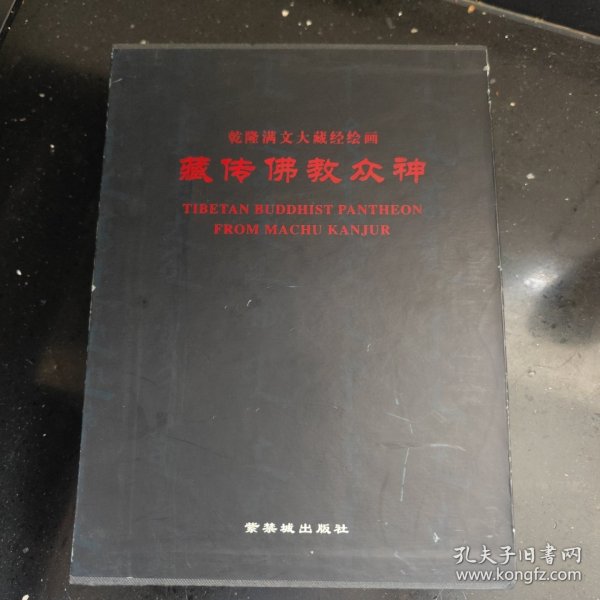 乾隆满文大藏经绘画
藏传佛教众神
TIBETAN BUDDHIST PANTHEON
FROM MACHU KANJUR
紫禁城出版社
孔夫子旧书网
www.kongfz.com